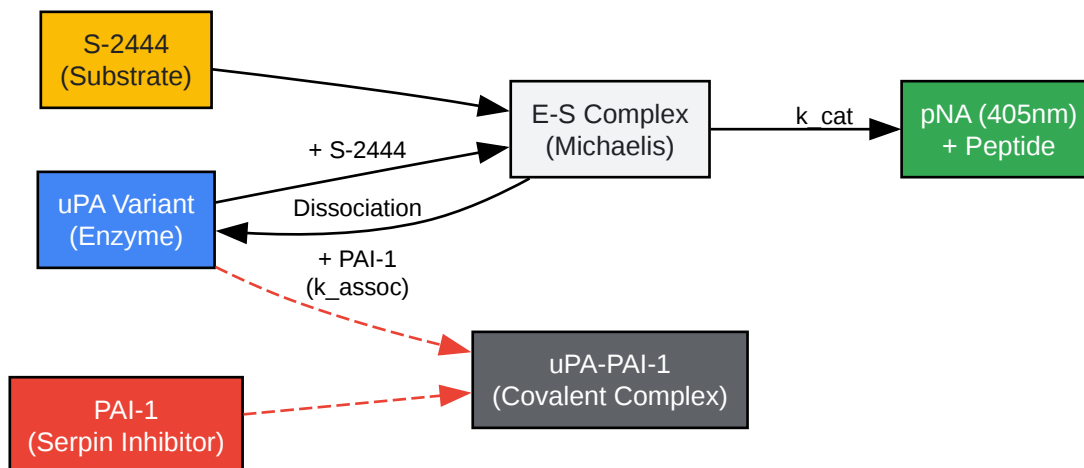 S-2444
(Substrate)
E-S Complex
(Michaelis)
k_cat
pNA (405nm)
+ Peptide
+ S-2444
uPA Variant
(Enzyme)
Dissociation
+ PAI-1
(k_assoc)
uPA-PAI-1
(Covalent Complex)
PAI-1
(Serpin Inhibitor)